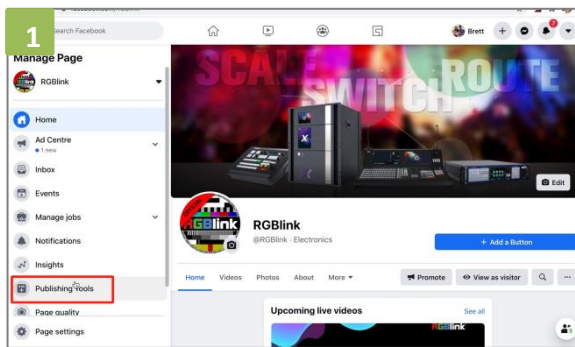 1
Search Facebook
Brett
Manage Page
RGBlink
Home
Ad Centre
1 new
Inbox
Events
Manage jobs
Notifications
Insights
Publishing Tools
Page quality
Page settings
SCALE SWITCH ROUTE
Edit
RGBlink
@RGBlink · Electronics
+ Add a Button
Home Videos Photos About More
Promote View as visitor
Upcoming live videos See all
RGBlink